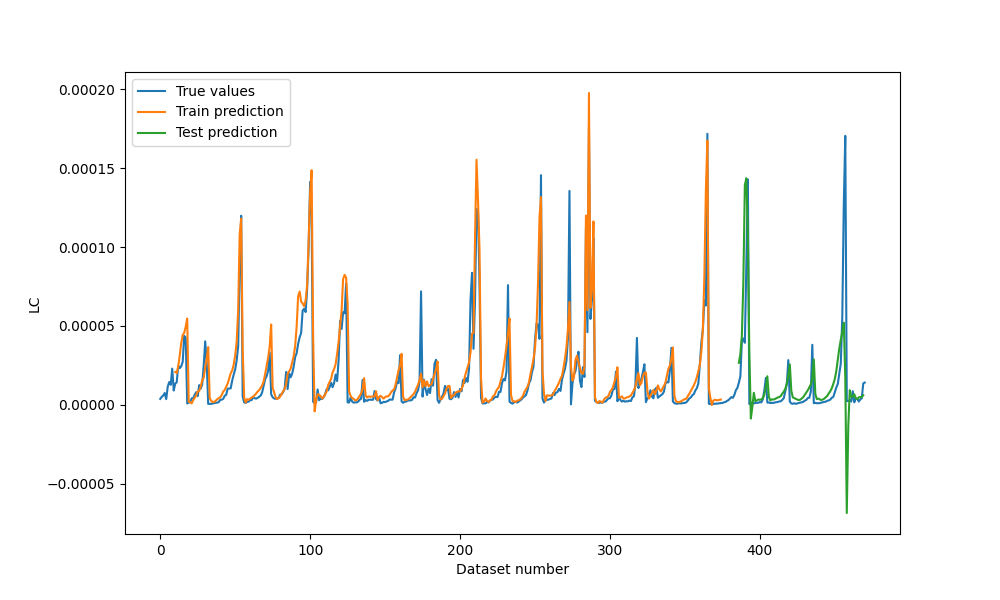 True values
Train prediction
Test prediction
0.00020
0.00015
0.00010
0.00005
0.00000
−0.00005
LC
0 100 200 300 400
Dataset number